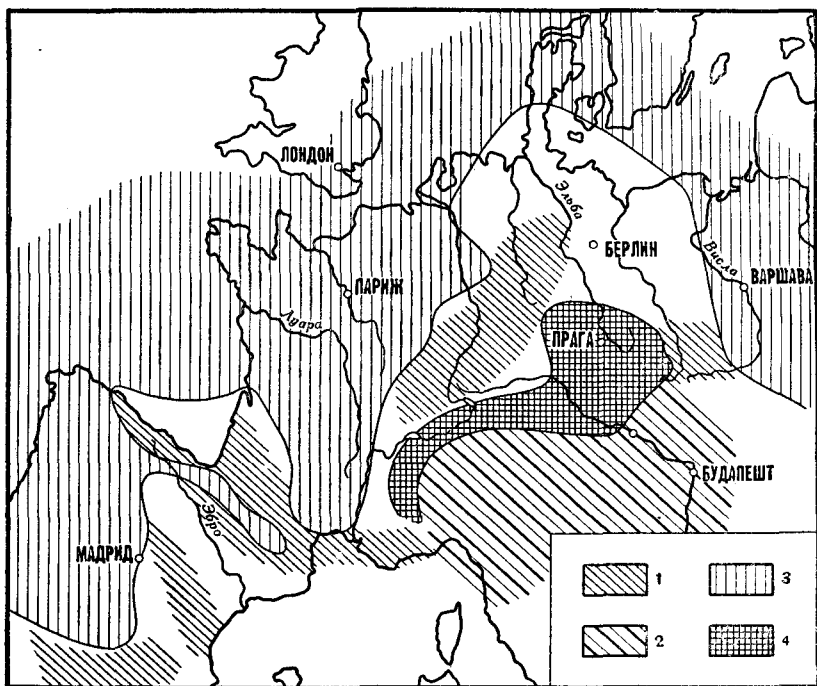 ЛОНДОН
Эльба
БЕРЛИН
Висла
ВАРШАВА
ПАРИЖ
Луара
ПРАГА
БУДАПЕШТ
Эбро
МАДРИД
1
3
2
4